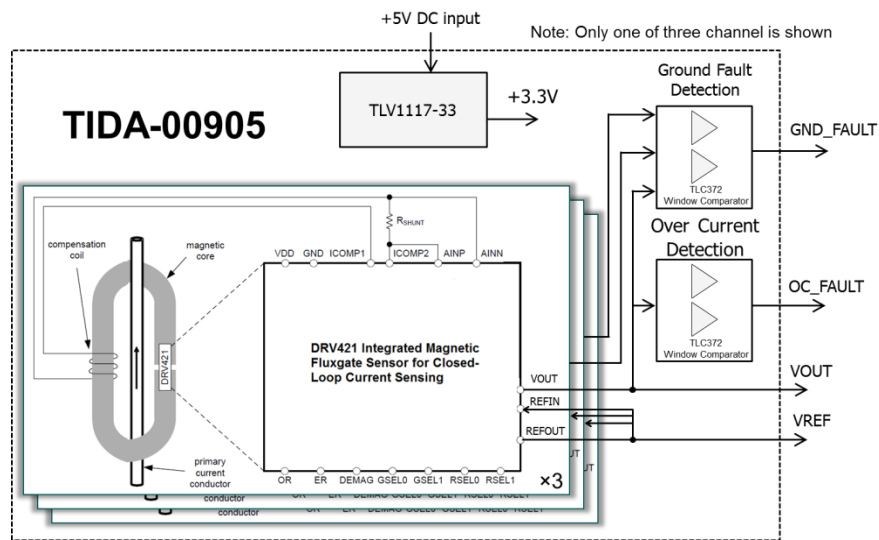 +5V DC input
Note: Only one of three channel is shown
TIDA-00905
TLV1117-33
+3.3V
Ground Fault
Detection
GND_FAULT
TLC372
Window Comparator
Over Current
Detection
OC_FAULT
TLC372
Window Comparator
compensation
coil
magnetic
core
RSHUNT
VDD GND ICOMP1 ICOMP2 AINP AINN
DRV421
DRV421 Integrated Magnetic
Fluxgate Sensor for Closed-
Loop Current Sensing
VOUT
REFIN
REFOUT
VOUT
VREF
primary
current
conductor
OR ER DEMAG GSEL0 GSEL1 RSEL0 RSEL1
×3
conductor
conductor